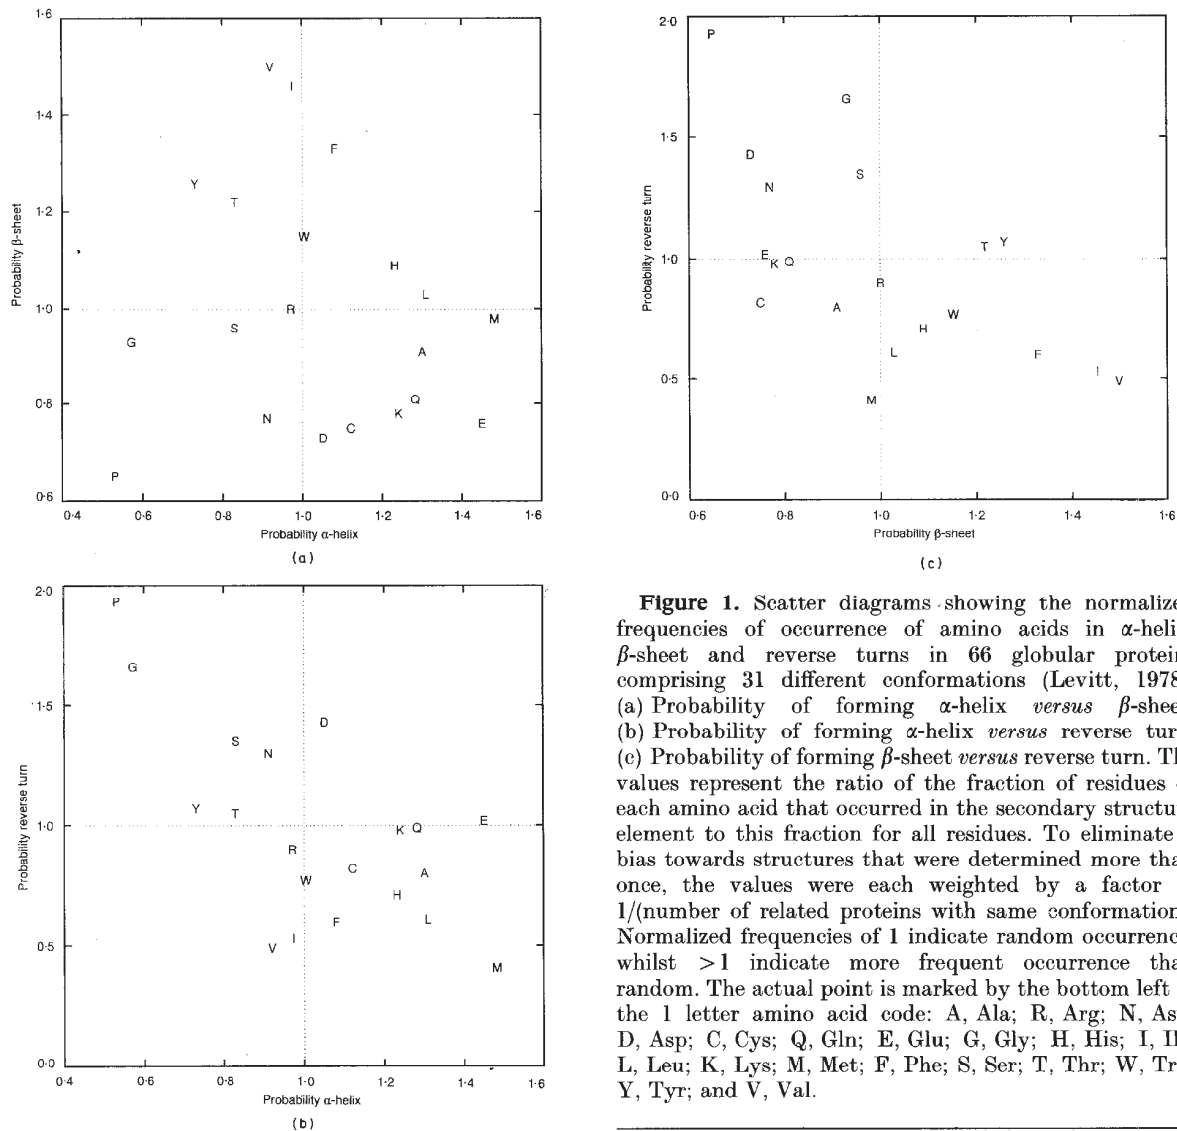 1·6
1·4
1·2
1·0
0·8
0·6
Probability β-sheet
V
I
F
Y
T
W
H
L
R
M
S
G
A
Q
K
E
N
C
D
P
0·4 0·6 0·8 1·0 1·2 1·4 1·6
Probability α-helix
(a)
2·0
1·5
1·0
0·5
0·0
Probability reverse turn
P
G
D
S
N
Y T
E
K Q
R
C
A
W
H
F
L
I
V
M
0·4 0·6 0·8 1·0 1·2 1·4 1·6
Probability α-helix
(b)
2·0
1·5
1·0
0·5
0·0
Probability reverse turn
P
G
D
S
N
T Y
E
K Q
R
C
A
W
H
L
F
I
V
M
0·6 0·8 1·0 1·2 1·4 1·6
Probability β-sheet
(c)
Figure 1. Scatter diagrams showing the normalize
frequencies of occurrence of amino acids in α-heli
β-sheet and reverse turns in 66 globular protein
comprising 31 different conformations (Levitt, 1978
(a) Probability of forming α-helix versus β-shee
(b) Probability of forming α-helix versus reverse tur
(c) Probability of forming β-sheet versus reverse turn. Th
values represent the ratio of the fraction of residues
each amino acid that occurred in the secondary structur
element to this fraction for all residues. To eliminate
bias towards structures that were determined more tha
once, the values were each weighted by a factor
1/(number of related proteins with same conformation
Normalized frequencies of 1 indicate random occurrenc
whilst >1 indicate more frequent occurrence tha
random. The actual point is marked by the bottom left
the 1 letter amino acid code: A, Ala; R, Arg; N, As
D, Asp; C, Cys; Q, Gln; E, Glu; G, Gly; H, His; I, Il
L, Leu; K, Lys; M, Met; F, Phe; S, Ser; T, Thr; W, Tr
Y, Tyr; and V, Val.